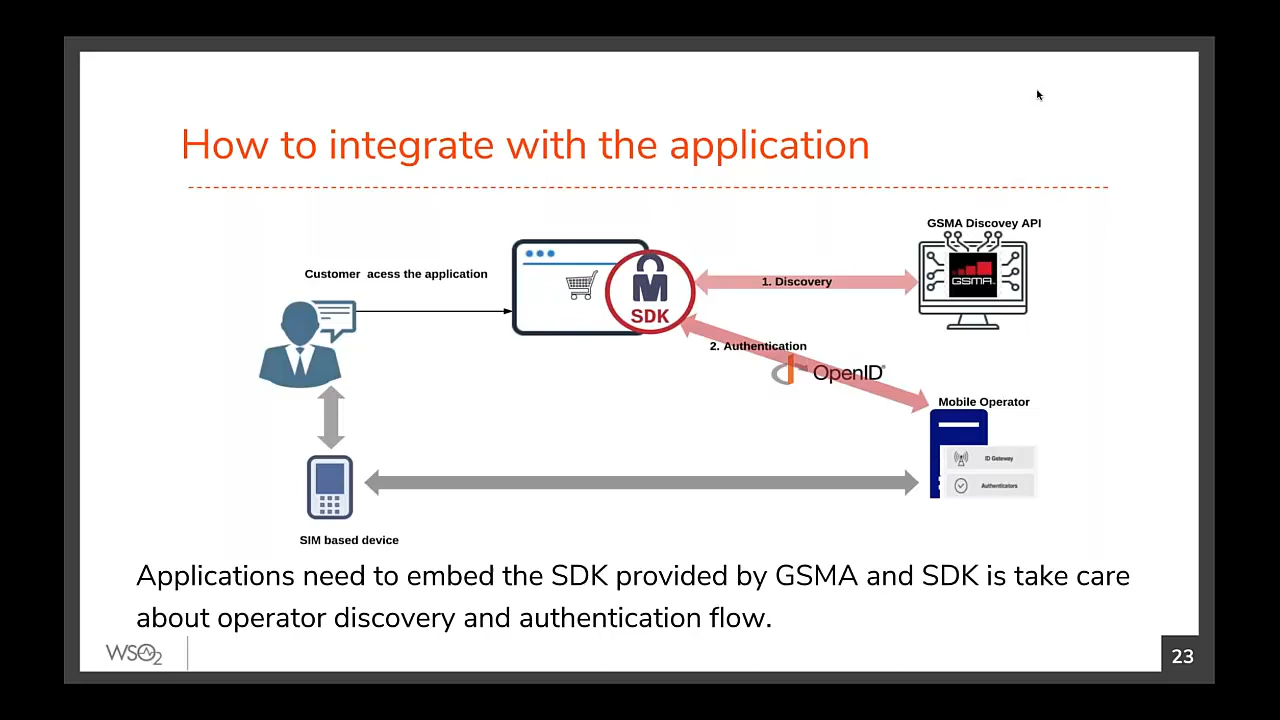 How to integrate with the application
GSMA Discovey API
Customer acess the application
GSMA
1. Discovery
M
SDK
2. Authentication
OpenID
Mobile Operator
ID Gateway
Authenticators
SIM based device
Applications need to embed the SDK provided by GSMA and SDK is take care
about operator discovery and authentication flow.
WSO2
23